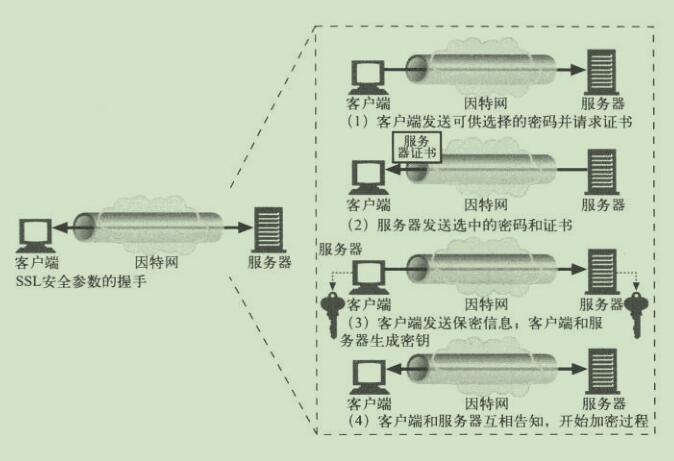 客户端 因特网 服务器
SSL安全参数的握手
客户端 因特网 服务器
(1) 客户端发送可供选择的密码并请求证书
服务
器证书
客户端 因特网 服务器
(2) 服务器发送选中的密码和证书
服务器
客户端 因特网 服务器
(3) 客户端发送保密信息;客户端和服
务器生成密钥
客户端 因特网 服务器
(4) 客户端和服务器互相告知,开始加密过程